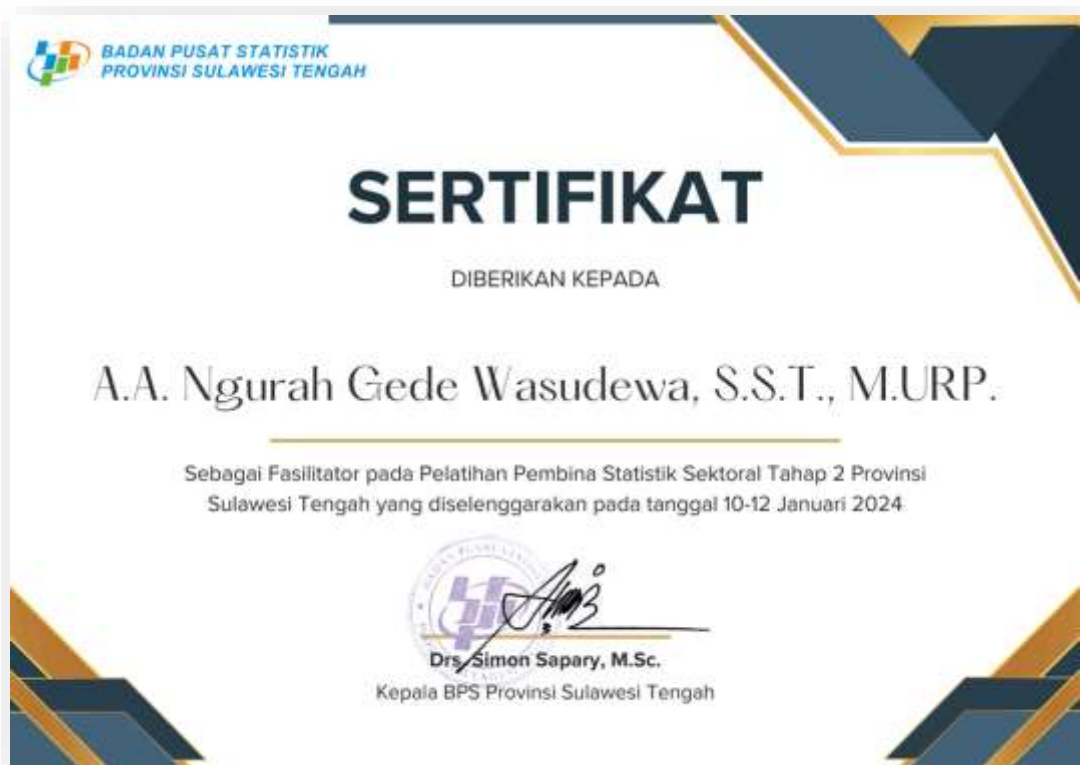 BADAN PUSAT STATISTIK
PROVINSI SULAWESI TENGAH
SERTIFIKAT
DIBERIKAN KEPADA
A.A. Ngurah Gede Wasudewa, S.S.T., M.URP.
Sebagai Fasilitator pada Pelatihan Pembina Statistik Sektoral Tahap 2 Provinsi
Sulawesi Tengah yang diselenggarakan pada tanggal 10-12 Januari 2024
Drs. Simon Sapary, M.Sc.
Kepala BPS Provinsi Sulawesi Tengah